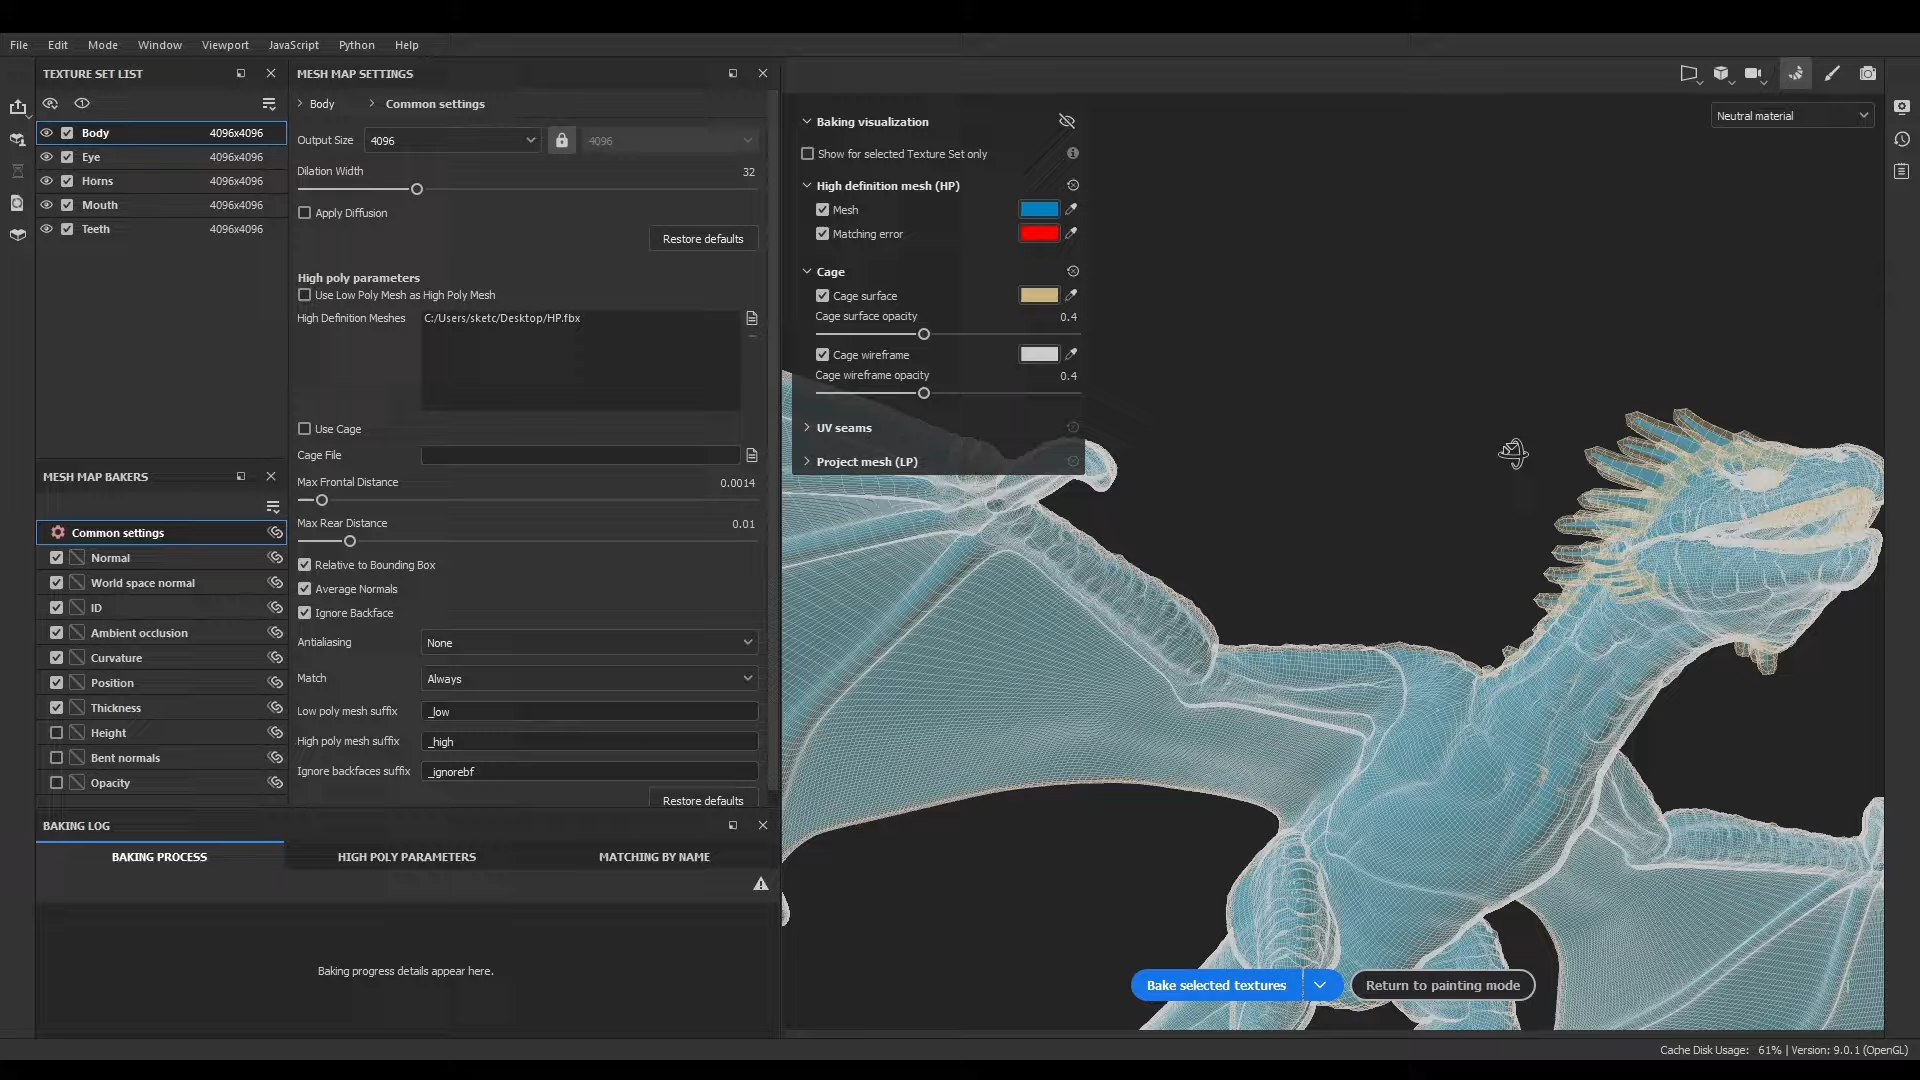 File Edit Mode Window Viewport JavaScript Python Help
TEXTURE SET LIST
Body 4096x4096
Eye 4096x4096
Horns 4096x4096
Mouth 4096x4096
Teeth 4096x4096
MESH MAP BAKERS
Common settings
Normal
World space normal
ID
Ambient occlusion
Curvature
Position
Thickness
Height
Bent normals
Opacity
MESH MAP SETTINGS
Body Common settings
Output Size 4096 4096
Dilation Width 32
Apply Diffusion
Restore defaults
High poly parameters
Use Low Poly Mesh as High Poly Mesh
High Definition Meshes C:/Users/sketc/Desktop/HP.fbx
Use Cage
Cage File
Max Frontal Distance 0.0014
Max Rear Distance 0.01
Relative to Bounding Box
Average Normals
Ignore Backface
Antialiasing None
Match Always
Low poly mesh suffix _low
High poly mesh suffix _high
Ignore backfaces suffix _ignorebf
Restore defaults
BAKING LOG
BAKING PROCESS HIGH POLY PARAMETERS MATCHING BY NAME
Baking progress details appear here.
Baking visualization
Show for selected Texture Set only
High definition mesh (HP)
Mesh
Matching error
Cage
Cage surface
Cage surface opacity 0.4
Cage wireframe
Cage wireframe opacity 0.4
UV seams
Project mesh (LP)
Neutral material
Bake selected textures
Return to painting mode
Cache Disk Usage: 61% | Version: 9.0.1 (OpenGL)